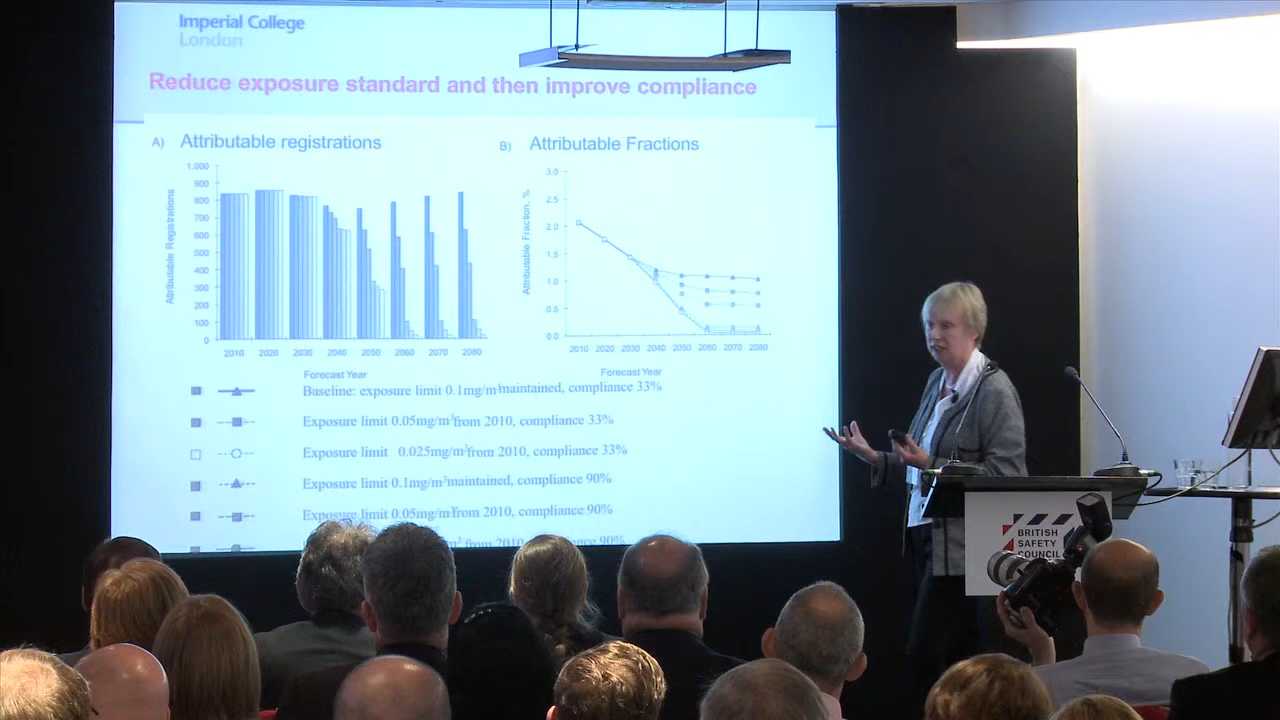 Imperial College
London
Reduce exposure standard and then improve compliance
A) Attributable registrations
B) Attributable Fractions
Attributable Registrations
1,000
900
800
700
600
500
400
300
200
100
0
2010 2020 2030 2040 2050 2060 2070 2080
Forecast Year
Attributable Fraction, %
3.0
2.5
2.0
1.5
1.0
0.5
0.0
2010 2020 2030 2040 2050 2060 2070 2080
Forecast Year
Baseline: exposure limit 0.1mg/m³maintained, compliance 33%
Exposure limit 0.05mg/m³from 2010, compliance 33%
Exposure limit 0.025mg/m³from 2010, compliance 33%
Exposure limit 0.1mg/m³maintained, compliance 90%
Exposure limit 0.05mg/m³from 2010, compliance 90%
BRITISH
SAFETY
COUNCIL